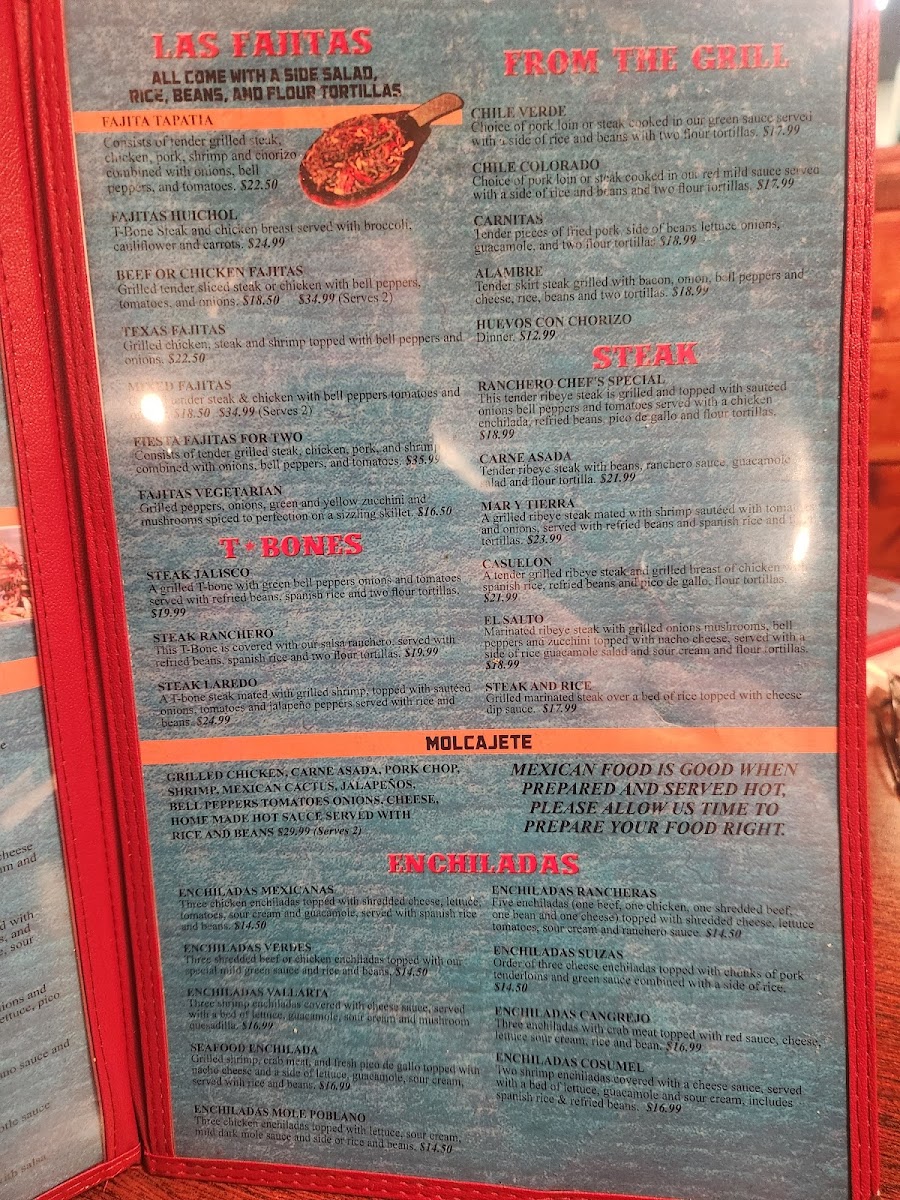 LAS FAJITAS
ALL COME WITH A SIDE SALAD,
RICE, BEANS, AND FLOUR TORTILLAS
FAJITA TAPATIA
Consists of tender grilled steak,
chicken, pork, shrimp and chorizo
combined with onions, bell
peppers, and tomatoes. $22.50
FAJITAS HUICHOL
T-Bone Steak and chicken breast served with broccoli,
cauliflower and carrots. $24.99
BEEF OR CHICKEN FAJITAS
Grilled tender sliced steak or chicken with bell peppers,
tomatoes, and onions. $18.50 $34.99 (Serves 2)
TEXAS FAJITAS
Grilled chicken, steak and shrimp topped with bell peppers and
onions. $22.50
MIXED FAJITAS
tender steak & chicken with bell peppers tomatoes and
$18.50 $34.99 (Serves 2)
FIESTA FAJITAS FOR TWO
Consists of tender grilled steak, chicken, pork, and shrimp
combined with onions, bell peppers, and tomatoes. $35.99
FAJITAS VEGETARIAN
Grilled peppers, onions, green and yellow zucchini and
mushrooms spiced to perfection on a sizzling skillet. $16.50
T•BONES
STEAK JALISCO
A grilled T-bone with green bell peppers onions and tomatoes
served with refried beans, spanish rice and two flour tortillas.
$19.99
STEAK RANCHERO
This T-Bone is covered with our salsa ranchero, served with
refried beans, spanish rice and two flour tortillas. $19.99
STEAK LAREDO
A T-bone steak mated with grilled shrimp, topped with sautéed
onions, tomatoes and jalapeño peppers served with rice and
beans. $24.99
FROM THE GRILL
CHILE VERDE
Choice of pork loin or steak cooked in our green sauce served
with a side of rice and beans with two flour tortillas. $17.99
CHILE COLORADO
Choice of pork loin or steak cooked in our red mild sauce served
with a side of rice and beans and two flour tortillas. $17.99
CARNITAS
Tender pieces of fried pork, side of beans lettuce onions,
guacamole, and two flour tortillas $18.99
ALAMBRE
Tender skirt steak grilled with bacon, onion, bell peppers and
cheese, rice, beans and two tortillas. $18.99
HUEVOS CON CHORIZO
Dinner. $12.99
STEAK
RANCHERO CHEF'S SPECIAL
This tender ribeye steak is grilled and topped with sauteed
onions bell peppers and tomatoes served with a chicken
enchilada, refried beans, pico de gallo and flour tortillas.
$18.99
CARNE ASADA
Tender ribeye steak with beans, ranchero sauce, guacamole
salad and flour tortilla. $21.99
MAR Y TIERRA
A grilled ribeye steak mated with shrimp sautéed with
and onions, served with refried beans and spanish rice and
tortillas. $23.99
CASUELON
A tender grilled ribeye steak and grilled breast of chicken with
spanish rice, refried beans and pico de gallo, flour tortillas.
$21.99
EL SALTO
Marinated ribeye steak with grilled onions mushrooms, bell
peppers and zucchini topped with nacho cheese, served with a
side of rice guacamole salad and sour cream and flour tortillas.
$18.99
STEAK AND RICE
Grilled marinated steak over a bed of rice topped with cheese
dip sauce. $17.99
MOLCAJETE
GRILLED CHICKEN, CARNE ASADA, PORK CHOP,
SHRIMP, MEXICAN CACTUS, JALAPEÑOS,
BELL PEPPERS TOMATOES ONIONS, CHEESE,
HOME MADE HOT SAUCE SERVED WITH
RICE AND BEANS $29.99 (Serves 2)
MEXICAN FOOD IS GOOD WHEN
PREPARED AND SERVED HOT,
PLEASE ALLOW US TIME TO
PREPARE YOUR FOOD RIGHT.
ENCHILADAS
ENCHILADAS MEXICANAS
Three chicken enchiladas topped with shredded cheese, lettuce,
tomatoes, sour cream and guacamole, served with spanish rice
and beans. $14.50
ENCHILADAS VERDES
Three shredded beef or chicken enchiladas topped with our
special mild green sauce and rice and beans. $14.50
ENCHILADAS VALLARTA
Three shrimp enchiladas covered with cheese sauce, served
with a bed of lettuce, guacamole, sour cream and mushroom
quesadilla. $16.99
SEAFOOD ENCHILADA
Grilled shrimp, crab meat, and fresh pico de gallo topped with
nacho cheese and a side of lettuce, guacamole, sour cream,
served with rice and beans. $16.99
ENCHILADAS MOLE POBLANO
Three chicken enchiladas topped with lettuce, sour cream,
mild dark mole sauce and side or rice and beans. $14.50
ENCHILADAS RANCHERAS
Five enchiladas (one beef, one chicken, one shredded beef,
one bean and one cheese) topped with shredded cheese, lettuce
tomatoes, sour cream and ranchero sauce. $14.50
ENCHILADAS SUIZAS
Order of three cheese enchiladas topped with chunks of pork
tenderloins and green sauce combined with a side of rice.
$14.50
ENCHILADAS CANGREJO
Three enchiladas with crab meat topped with red sauce, cheese,
lettuce sour cream, rice and bean. $16.99
ENCHILADAS COSUMEL
Two shrimp enchiladas covered with a cheese sauce, served
with a bed of lettuce, guacamole and sour cream, includes
spanish rice & refried beans. $16.99